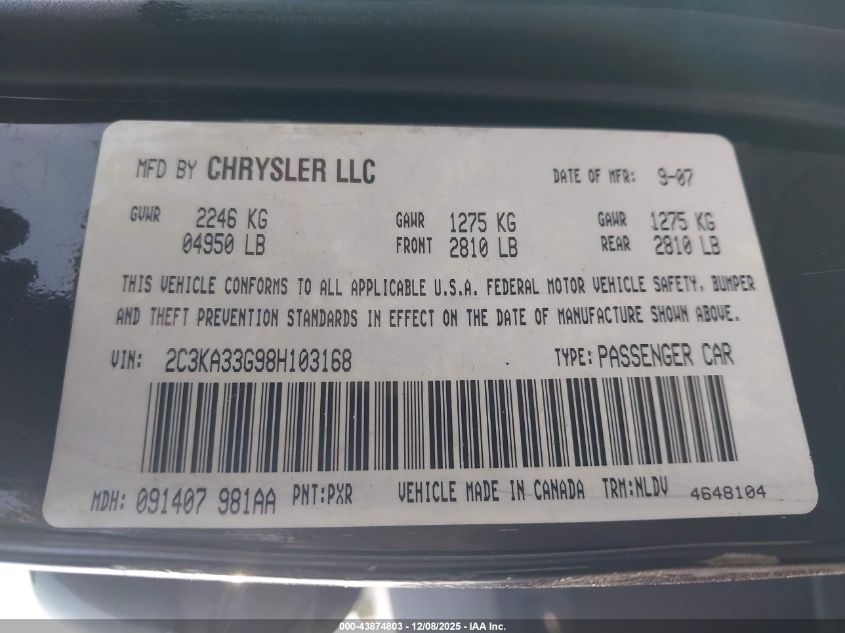 MFD BY CHRYSLER LLC DATE OF MFR: 9-07
GVWR 2246 KG GAWR 1275 KG GAWR 1275 KG
04950 LB FRONT 2810 LB REAR 2810 LB
THIS VEHICLE CONFORMS TO ALL APPLICABLE U.S.A. FEDERAL MOTOR VEHICLE SAFETY, BUMPER
AND THEFT PREVENTION STANDARDS IN EFFECT ON THE DATE OF MANUFACTURE SHOWN ABOVE.
VIN: 2C3KA33G98H103168 TYPE: PASSENGER CAR
MDH: 091407 981AA PNT:PXR VEHICLE MADE IN CANADA TRM:NLDV 4648104
000-43874803 - 12/08/2025 - IAA Inc.